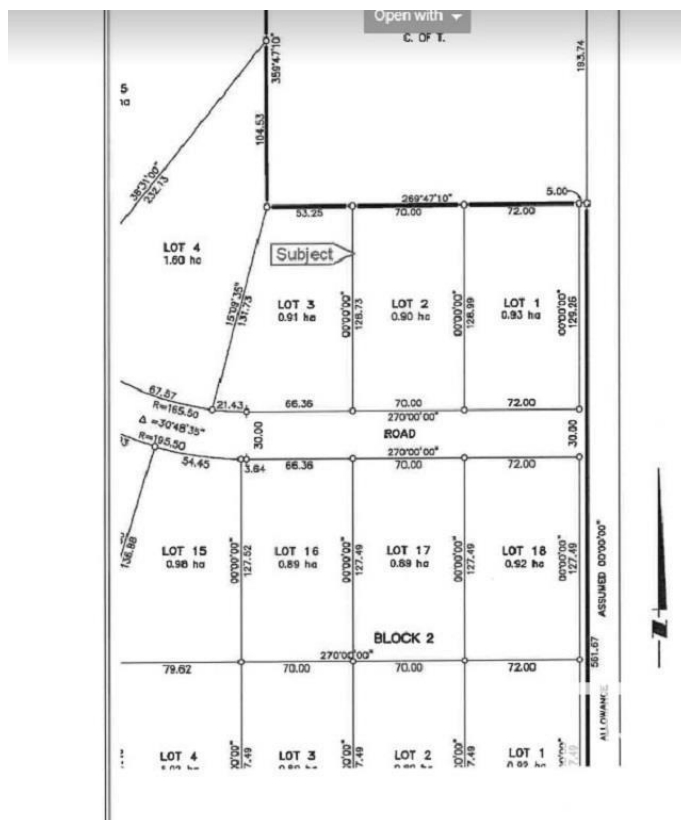 Open with
C. OF T.
359°47'10"
193.74
104.53
38°31'00"
232.13
269°47'10"
5.00
53.25
70.00
72.00
LOT 4
1.60 ha
Subject
15°09'35"
131.73
LOT 3
0.91 ha
00°00'00"
128.73
LOT 2
0.90 ha
00°00'00"
128.99
LOT 1
0.93 ha
00°00'00"
129.26
67.57
R=165.50
21.43
66.36
70.00
72.00
270°00'00"
Δ =30°48'35"
30.00
ROAD
30.00
R=195.50
270°00'00"
54.45
3.64
66.36
70.00
72.00
136.88
LOT 15
0.98 ha
00°00'00"
127.52
LOT 16
0.89 ha
00°00'00"
127.49
LOT 17
0.89 ha
00°00'00"
127.49
LOT 18
0.92 ha
00°00'00"
127.49
ASSUMED 00°00'00"
N
BLOCK 2
270°00'00"
79.62
70.00
70.00
72.00
561.67
ALLOWANCE
LOT 4
LOT 3
LOT 2
LOT 1